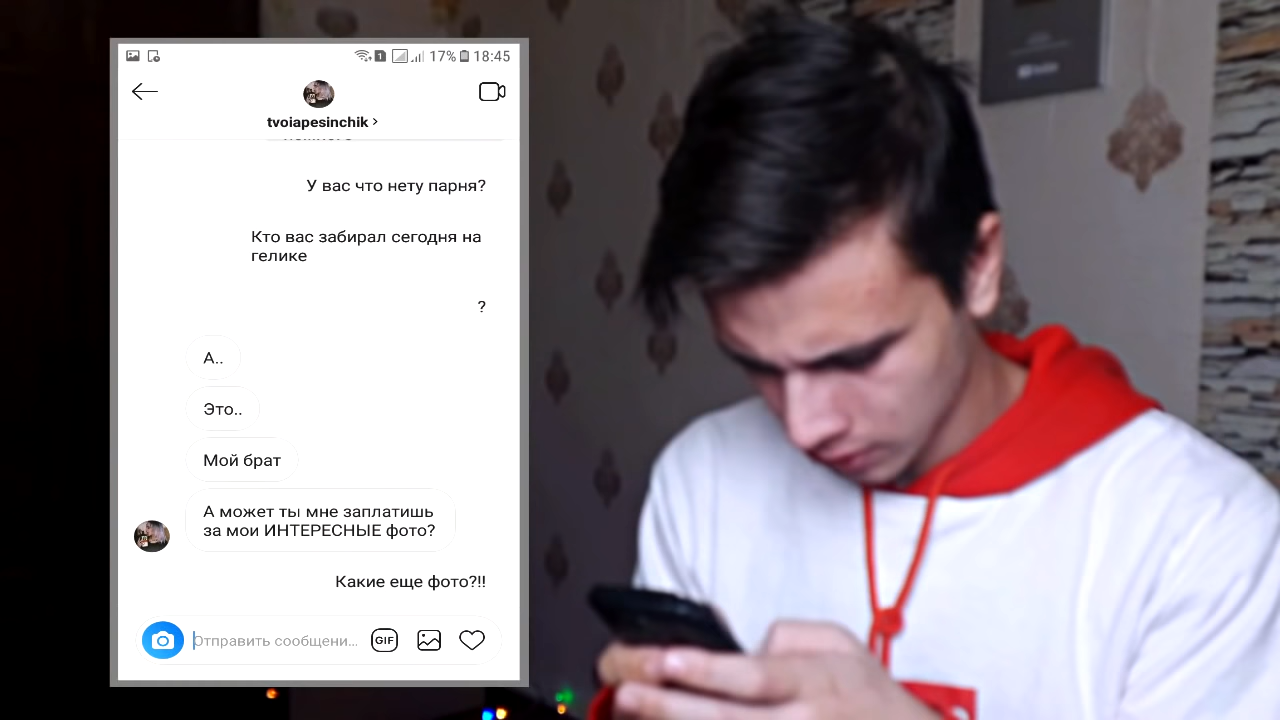 17% 18:45
tvoiapesinchik
У вас что нету парня?
Кто вас забирал сегодня на
гелике
?
А..
Это..
Мой брат
А может ты мне заплатишь
за мои ИНТЕРЕСНЫЕ фото?
Какие еще фото?!!
Отправить сообщени...
GIF